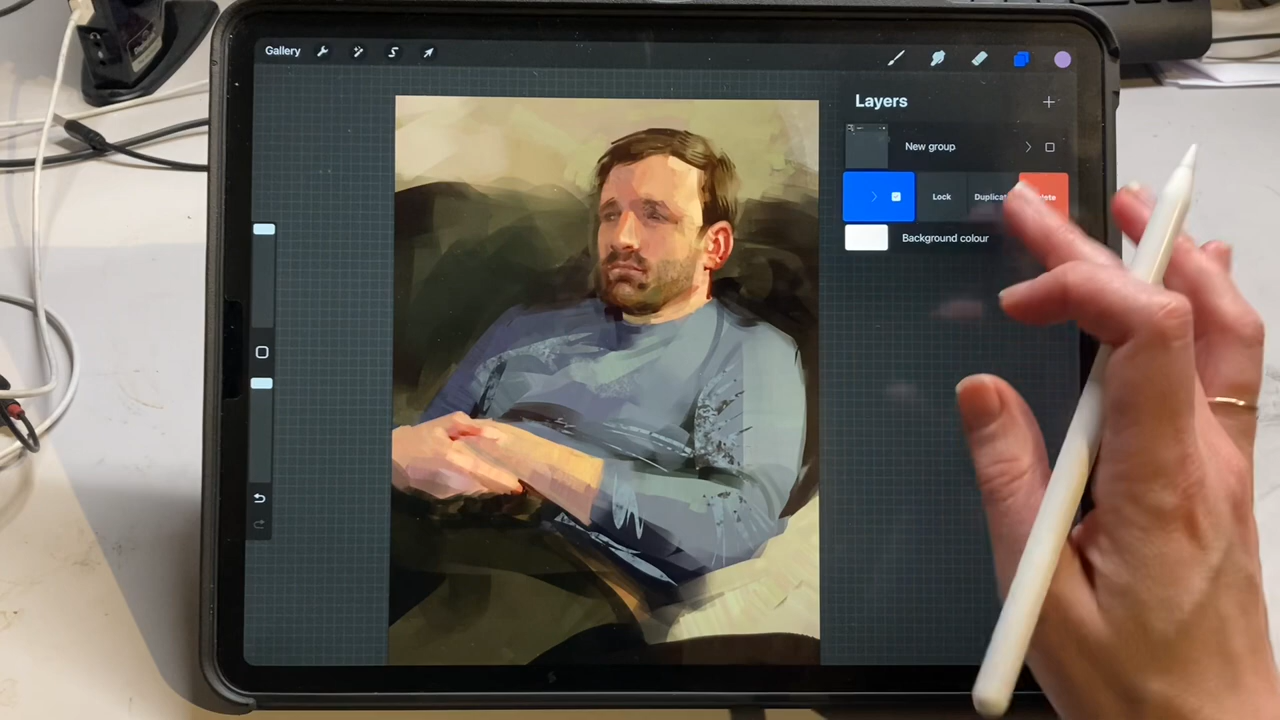 Gallery
Layers
New group
Lock
Background colour